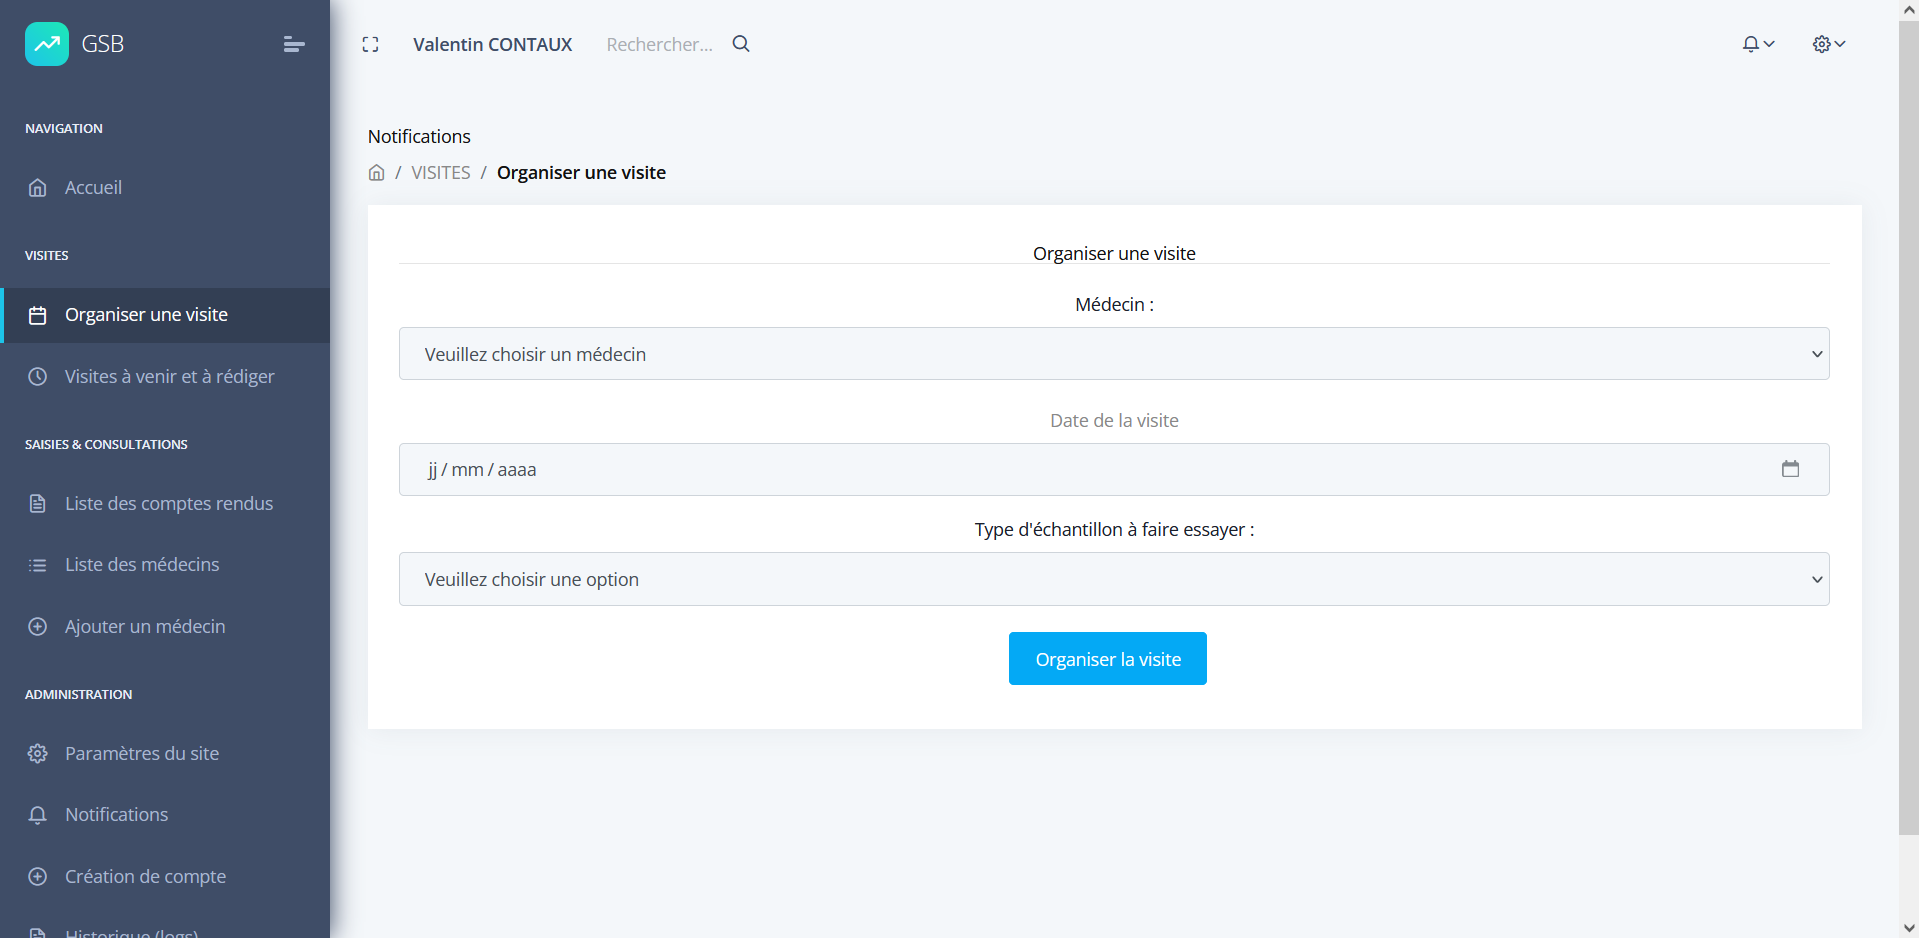 GSB
Valentin CONTAUX
Rechercher...
NAVIGATION
Accueil
VISITES
Organiser une visite
Visites à venir et à rédiger
SAISIES & CONSULTATIONS
Liste des comptes rendus
Liste des médecins
Ajouter un médecin
ADMINISTRATION
Paramètres du site
Notifications
Création de compte
Historique (logs)
Notifications
/ VISITES / Organiser une visite
Organiser une visite
Médecin :
Veuillez choisir un médecin
Date de la visite
jj / mm / aaaa
Type d'échantillon à faire essayer :
Veuillez choisir une option
Organiser la visite